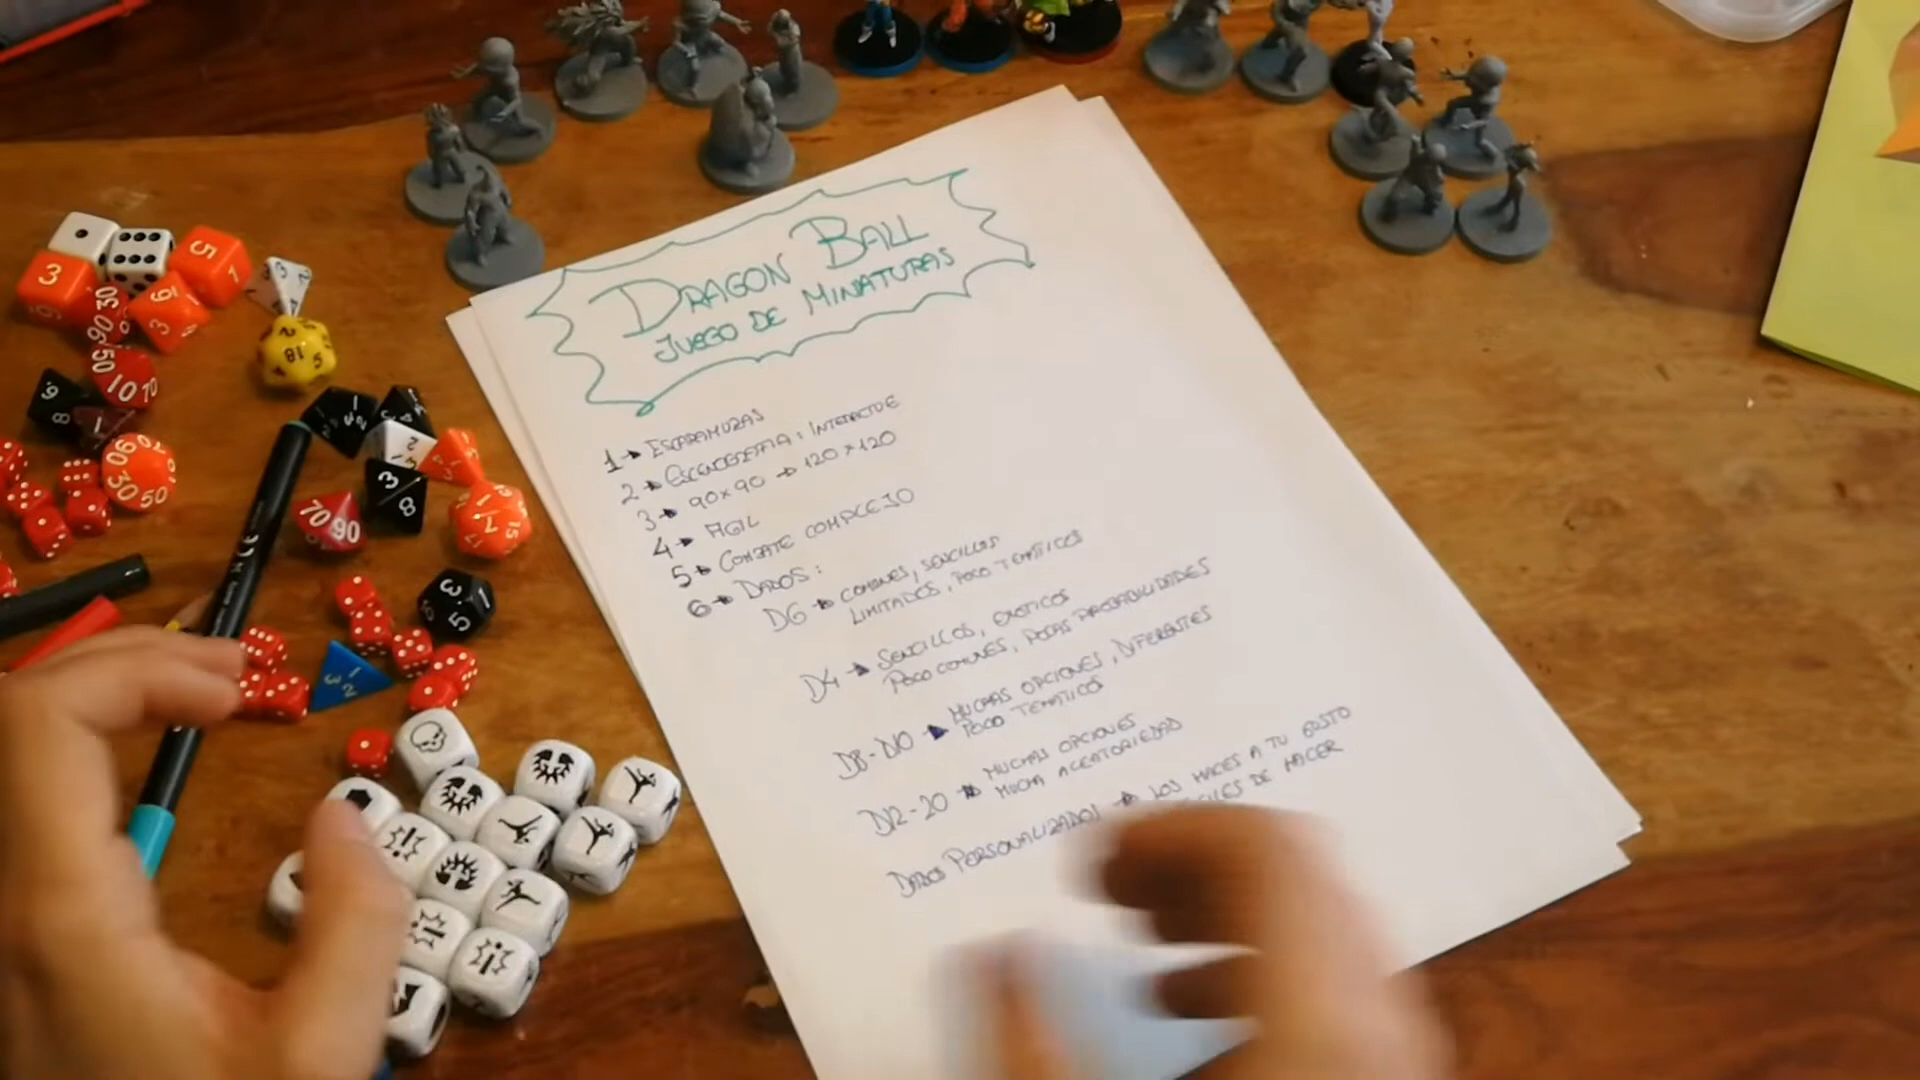 DRAGON BALL
JUEGO DE MINATURAS
1→ ESCARAMUZAS
2→ ESCENOGRAFIA: INTERACTIVE
3→ 90x90 → 120x120
4→ AGIL
5→ COMBATE COMPLEJO
6→ DADOS:
D6→ COMUNES, SENCILLOS
LIMITADOS, POCO TEMATICOS
D4→ SENCILLOS, EXOTICOS
POCO COMUNES, POCAS PROBABILIDADES
D8-D10→ MUCHAS OPCIONES, DIFERENTES
POCO TEMATICOS
D12-20→ MUCHAS OPCIONES
MUCHA ALEATORIEDAD
DADOS PERSONALIZADOS → LOS HACES A TU GUSTO
DE HACER